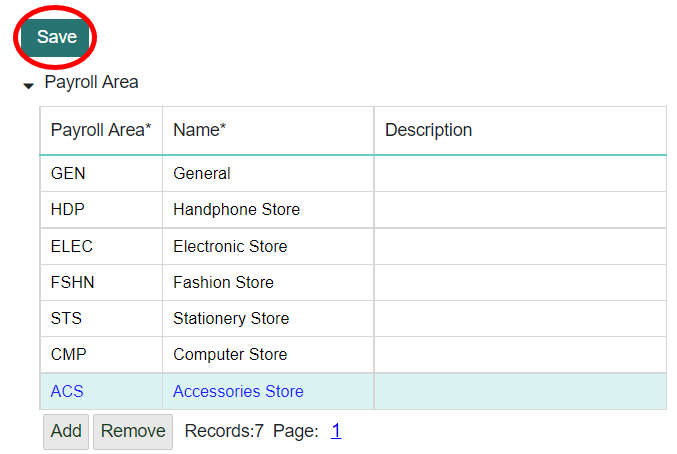 Save
Payroll Area
Payroll Area* Name* Description
GEN General
HDP Handphone Store
ELEC Electronic Store
FSHN Fashion Store
STS Stationery Store
CMP Computer Store
ACS Accessories Store
Add Remove Records:7 Page: 1